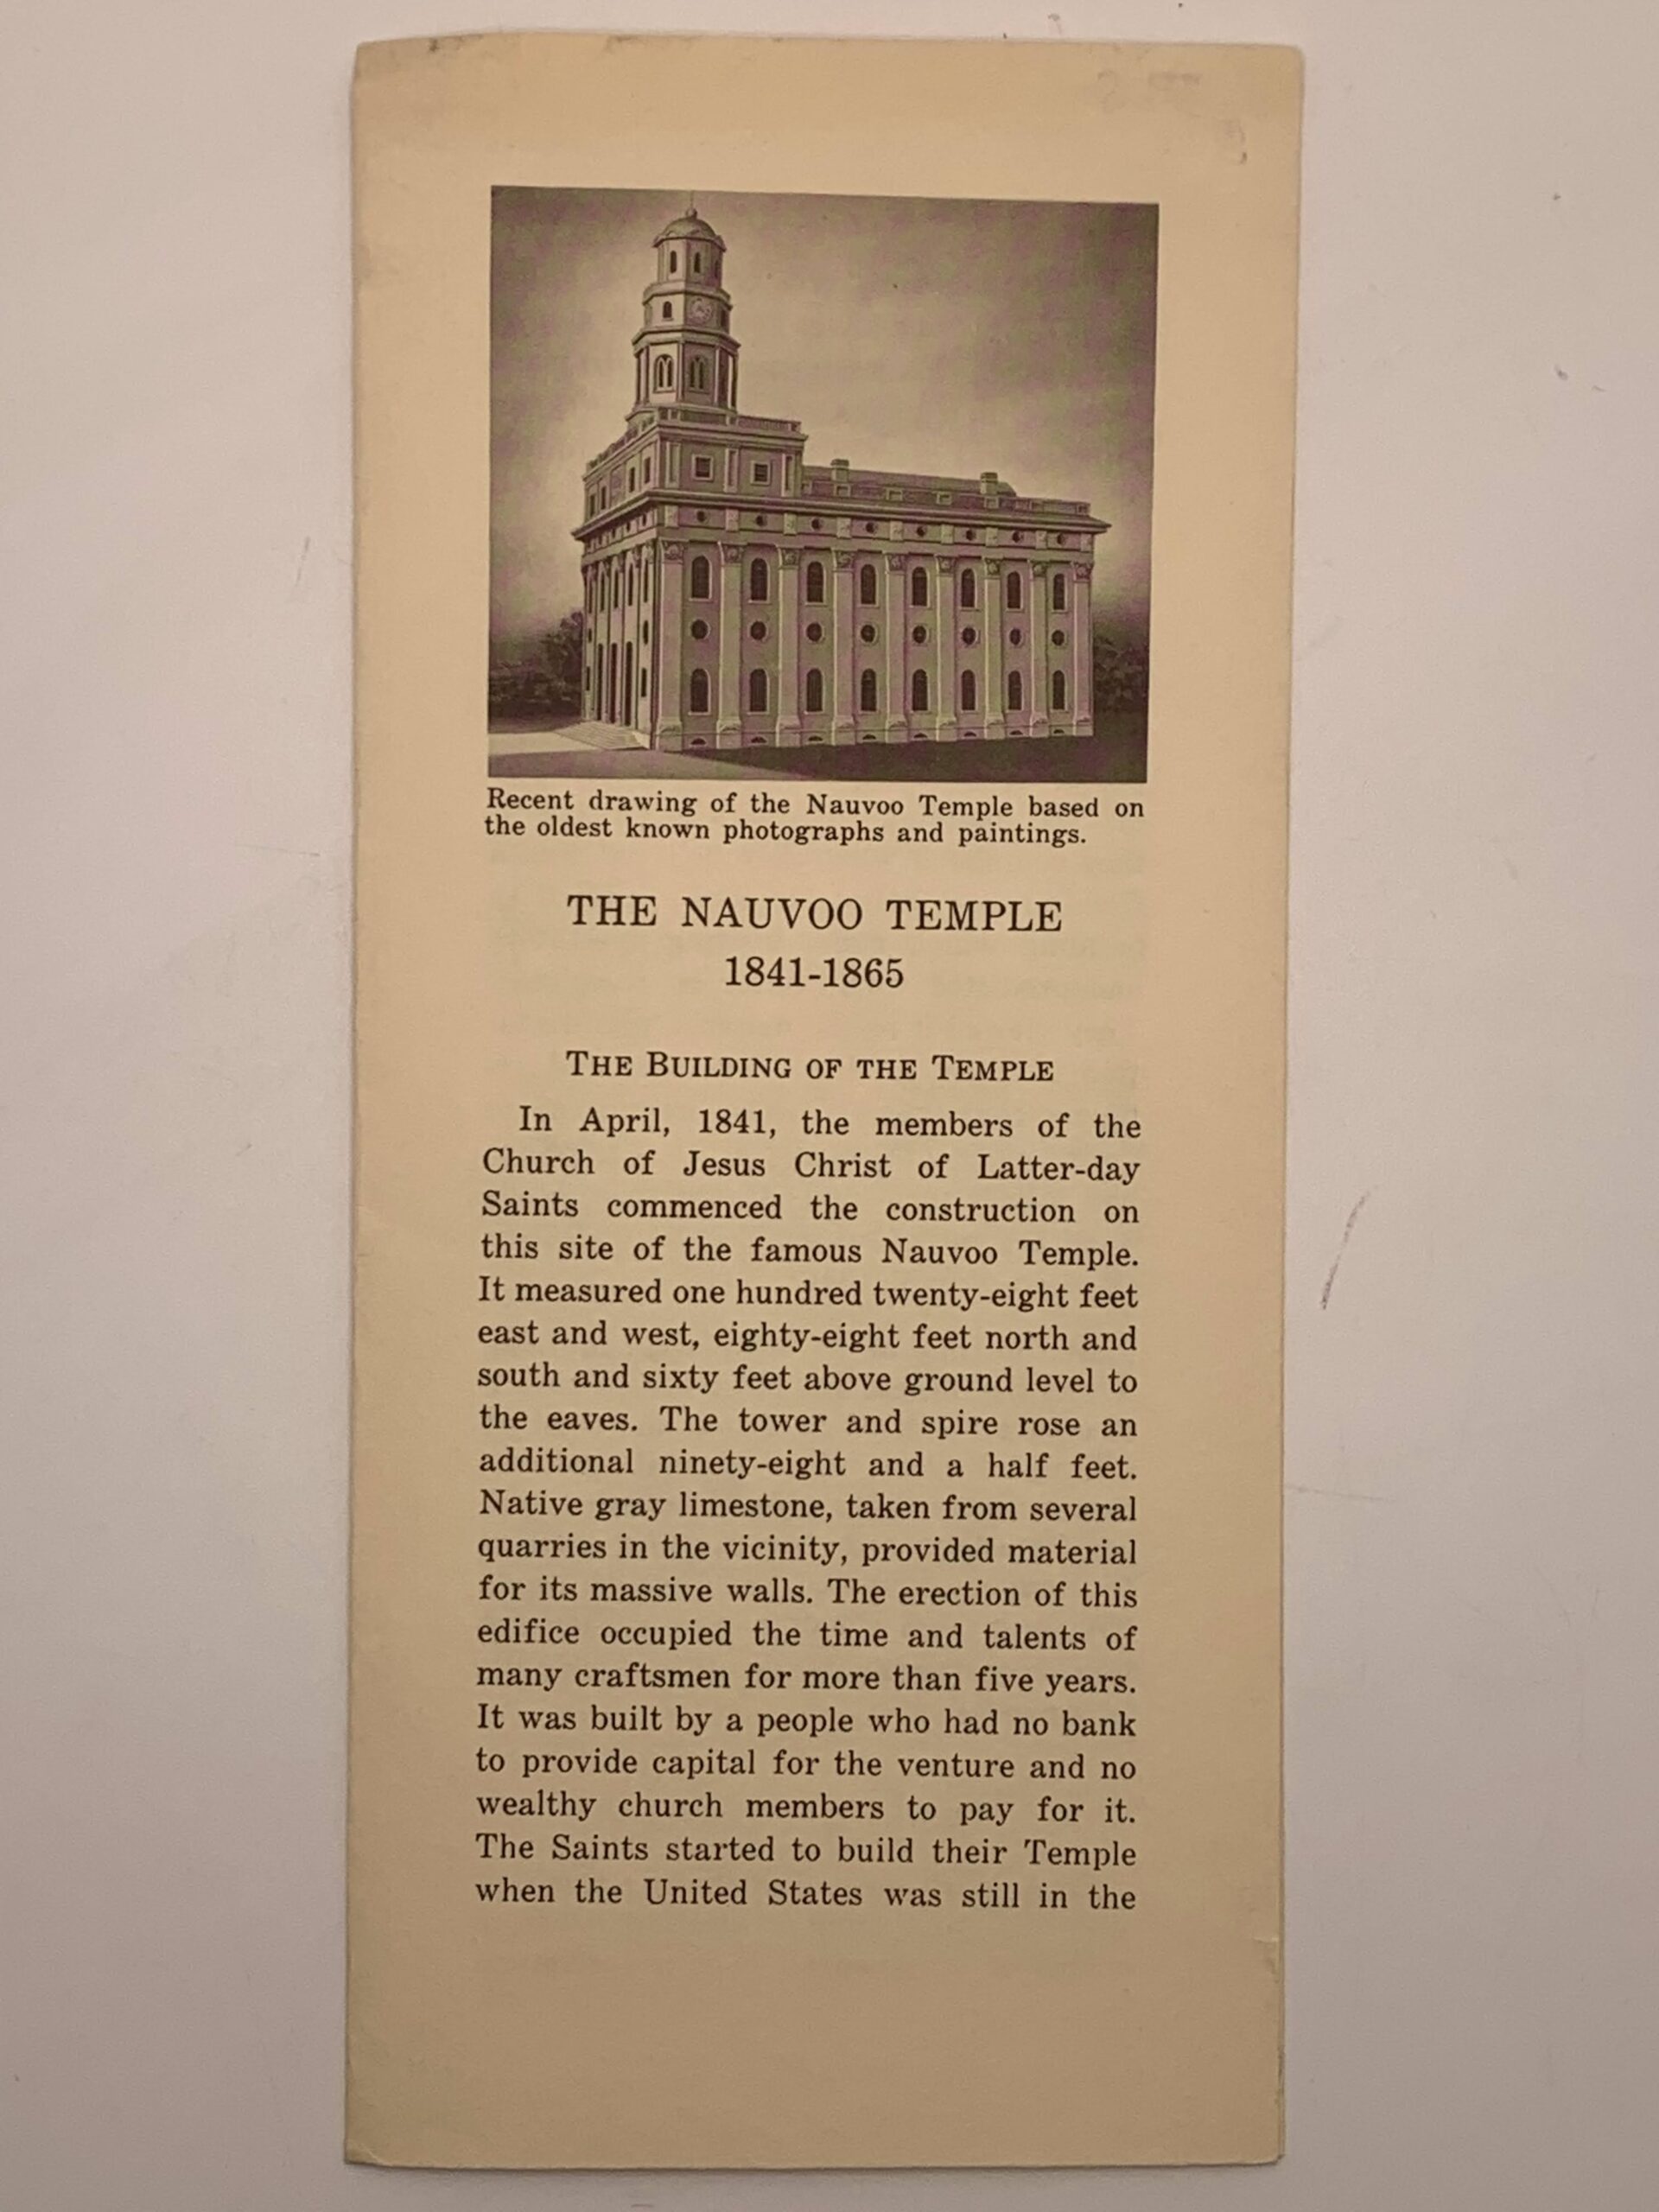 Recent drawing of the Nauvoo Temple based on
the oldest known photographs and paintings.
THE NAUVOO TEMPLE
1841-1865
THE BUILDING OF THE TEMPLE
In April, 1841, the members of the
Church of Jesus Christ of Latter-day
Saints commenced the construction on
this site of the famous Nauvoo Temple.
It measured one hundred twenty-eight feet
east and west, eighty-eight feet north and
south and sixty feet above ground level to
the eaves. The tower and spire rose an
additional ninety-eight and a half feet.
Native gray limestone, taken from several
quarries in the vicinity, provided material
for its massive walls. The erection of this
edifice occupied the time and talents of
many craftsmen for more than five years.
It was built by a people who had no bank
to provide capital for the venture and no
wealthy church members to pay for it.
The Saints started to build their Temple
when the United States was still in the